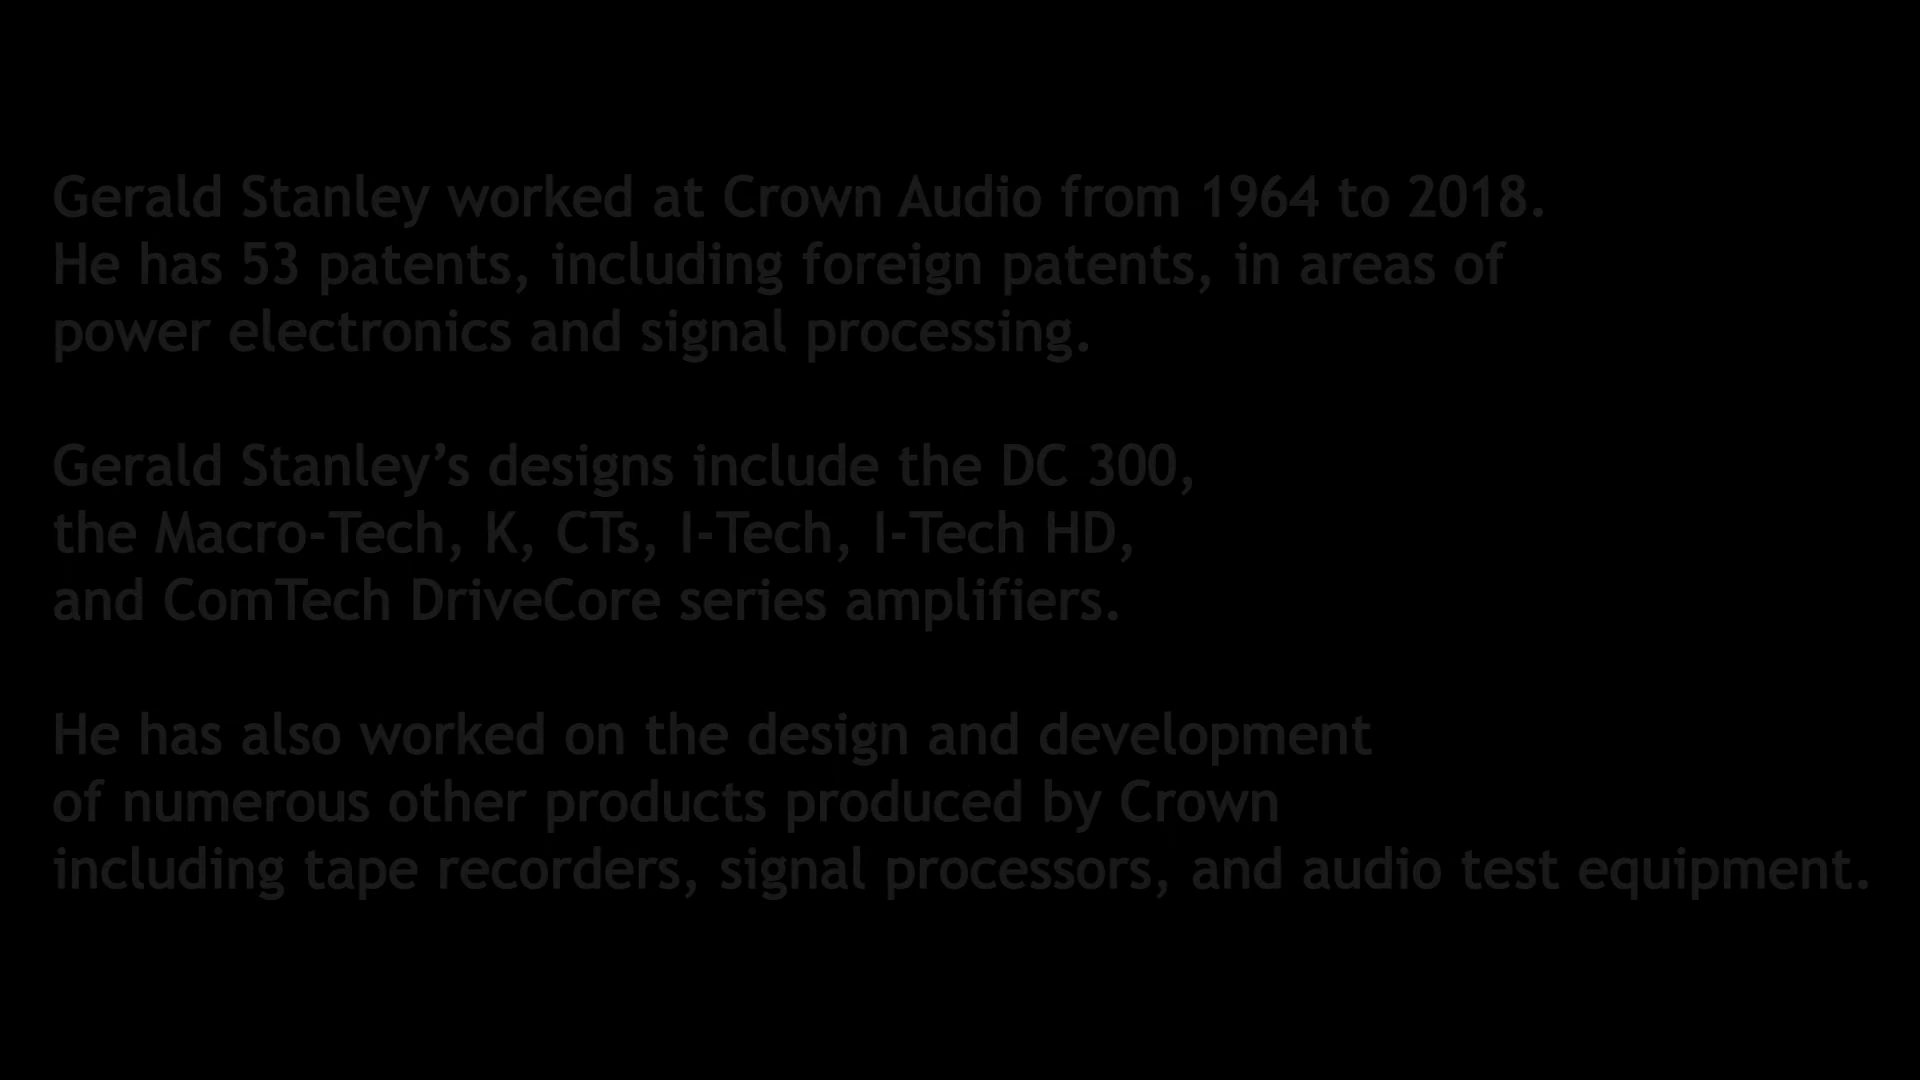 Gerald Stanley worked at Crown Audio from 1964 to 2018.
He has 53 patents, including foreign patents, in areas of
power electronics and signal processing.
Gerald Stanley’s designs include the DC 300,
the Macro-Tech, K, CTs, I-Tech, I-Tech HD,
and ComTech DriveCore series amplifiers.
He has also worked on the design and development
of numerous other products produced by Crown
including tape recorders, signal processors, and audio test equipment.